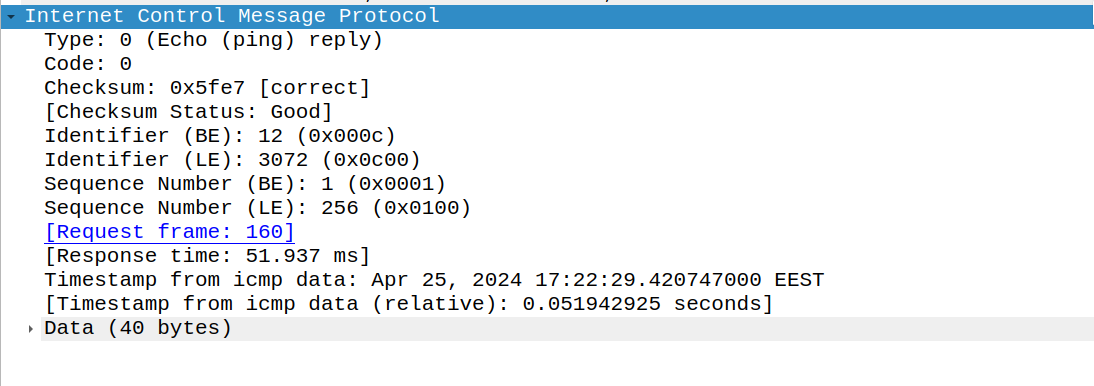 Internet Control Message Protocol
Type: 0 (Echo (ping) reply)
Code: 0
Checksum: 0x5fe7 [correct]
[Checksum Status: Good]
Identifier (BE): 12 (0x000c)
Identifier (LE): 3072 (0x0c00)
Sequence Number (BE): 1 (0x0001)
Sequence Number (LE): 256 (0x0100)
[Request frame: 160]
[Response time: 51.937 ms]
Timestamp from icmp data: Apr 25, 2024 17:22:29.420747000 EEST
[Timestamp from icmp data (relative): 0.051942925 seconds]
Data (40 bytes)